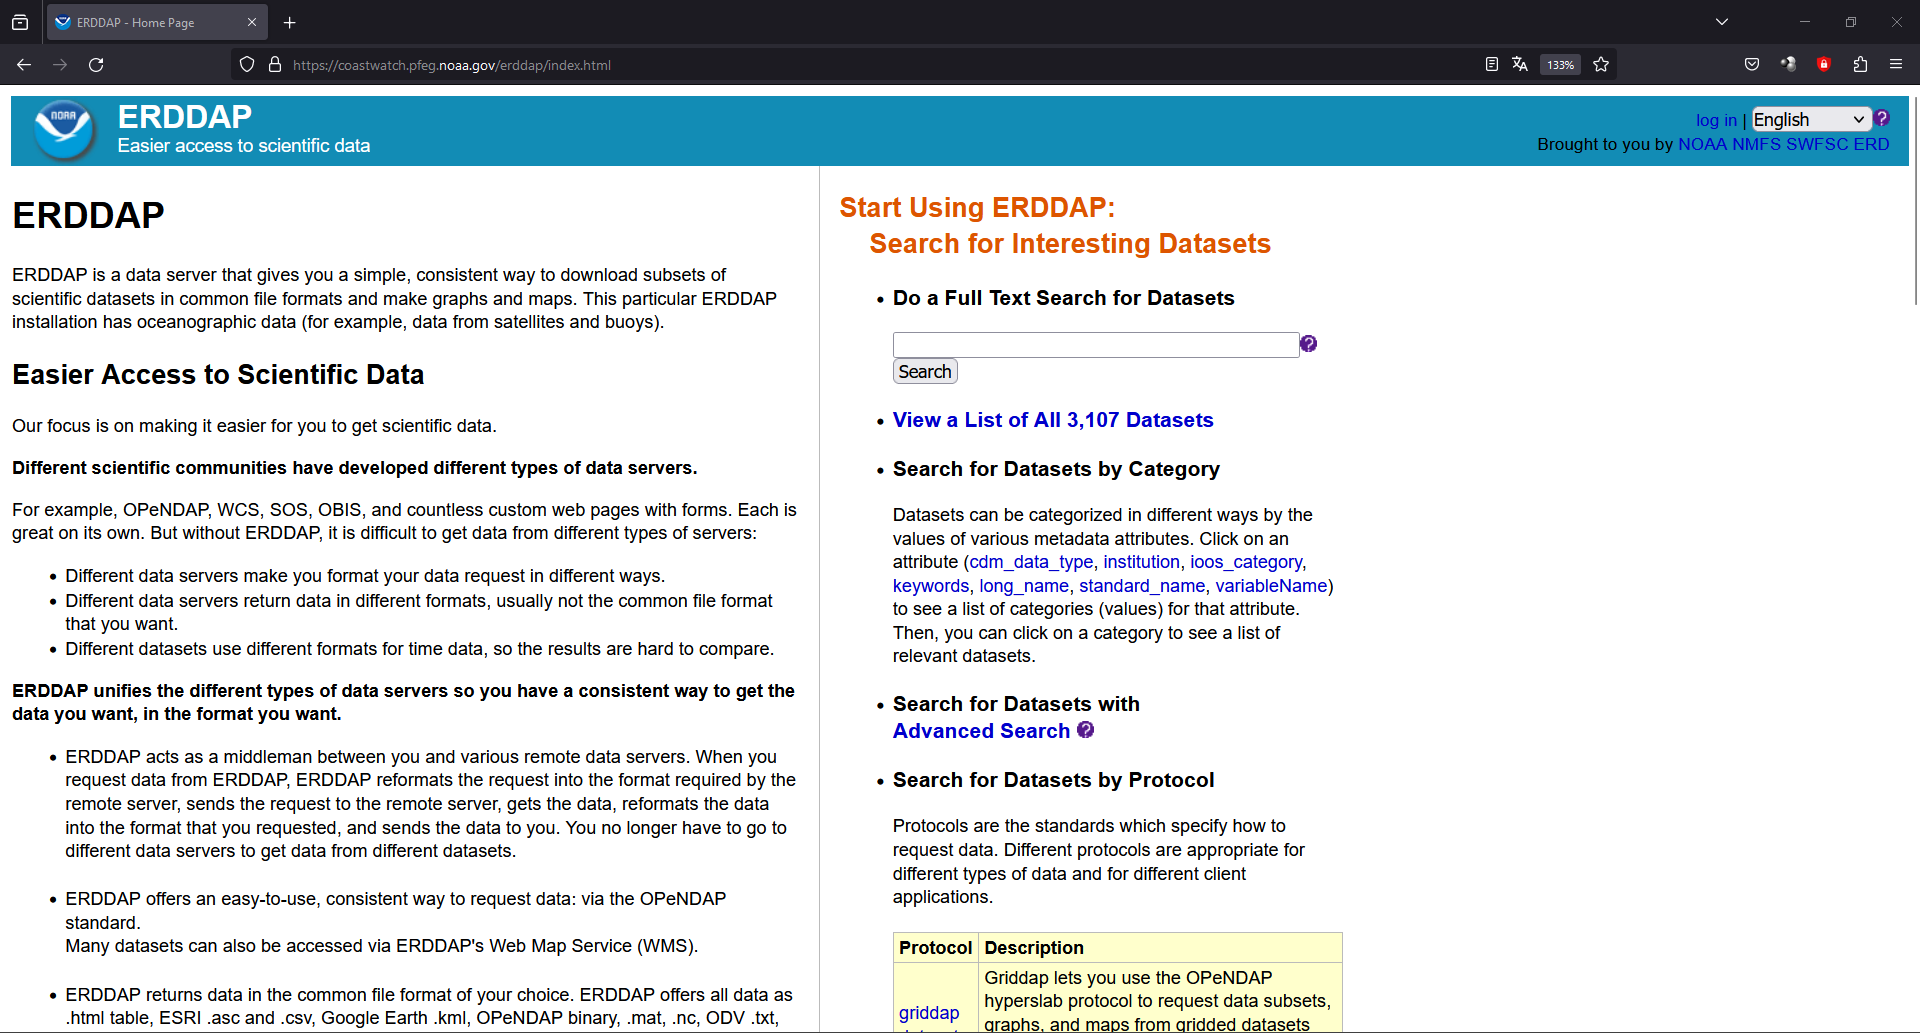 ERDDAP - Home Page
https://coastwatch.pfeg.noaa.gov/erddap/index.html
133%
NOAA
ERDDAP
Easier access to scientific data
log in | English
Brought to you by NOAA NMFS SWFSC ERD
ERDDAP
ERDDAP is a data server that gives you a simple, consistent way to download subsets of
scientific datasets in common file formats and make graphs and maps. This particular ERDDAP
installation has oceanographic data (for example, data from satellites and buoys).
Easier Access to Scientific Data
Our focus is on making it easier for you to get scientific data.
Different scientific communities have developed different types of data servers.
For example, OPeNDAP, WCS, SOS, OBIS, and countless custom web pages with forms. Each is
great on its own. But without ERDDAP, it is difficult to get data from different types of servers:
• Different data servers make you format your data request in different ways.
• Different data servers return data in different formats, usually not the common file format
that you want.
• Different datasets use different formats for time data, so the results are hard to compare.
ERDDAP unifies the different types of data servers so you have a consistent way to get the
data you want, in the format you want.
• ERDDAP acts as a middleman between you and various remote data servers. When you
request data from ERDDAP, ERDDAP reformats the request into the format required by the
remote server, sends the request to the remote server, gets the data, reformats the data
into the format that you requested, and sends the data to you. You no longer have to go to
different data servers to get data from different datasets.
• ERDDAP offers an easy-to-use, consistent way to request data: via the OPeNDAP
standard.
Many datasets can also be accessed via ERDDAP's Web Map Service (WMS).
• ERDDAP returns data in the common file format of your choice. ERDDAP offers all data as
.html table, ESRI .asc and .csv, Google Earth .kml, OPeNDAP binary, .mat, .nc, ODV .txt,
Start Using ERDDAP:
Search for Interesting Datasets
• Do a Full Text Search for Datasets
?
Search
• View a List of All 3,107 Datasets
• Search for Datasets by Category
Datasets can be categorized in different ways by the
values of various metadata attributes. Click on an
attribute (cdm_data_type, institution, ioos_category,
keywords, long_name, standard_name, variableName)
to see a list of categories (values) for that attribute.
Then, you can click on a category to see a list of
relevant datasets.
• Search for Datasets with
Advanced Search ?
• Search for Datasets by Protocol
Protocols are the standards which specify how to
request data. Different protocols are appropriate for
different types of data and for different client
applications.
Protocol Description
griddap
Griddap lets you use the OPeNDAP
hyperslab protocol to request data subsets,
graphs, and maps from gridded datasets